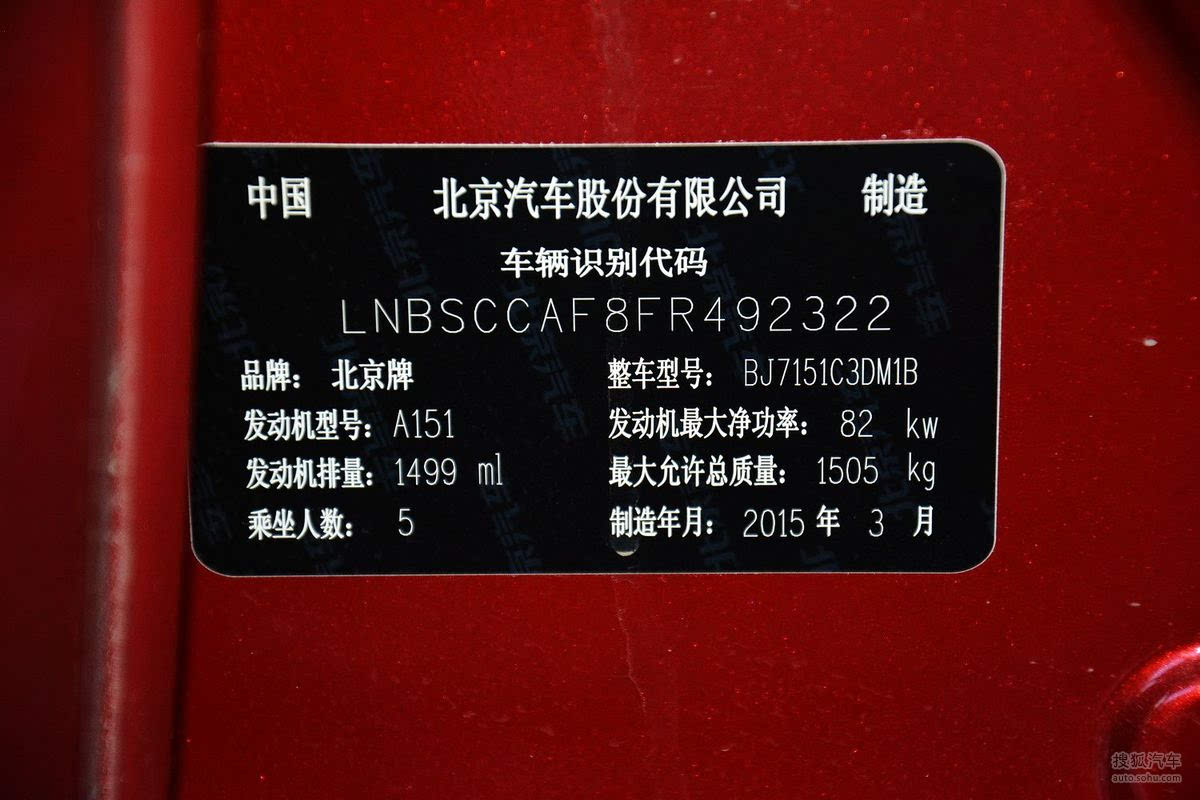 中国 北京汽车股份有限公司 制造
车辆识别代码
LNBSCCAF8FR492322
品牌： 北京牌 整车型号： BJ7151C3DM1B
发动机型号： A151 发动机最大净功率： 82 kw
发动机排量： 1499 ml 最大允许总质量： 1505 kg
乘坐人数： 5 制造年月： 2015 年 3 月
搜狐汽车
auto.sohu.com